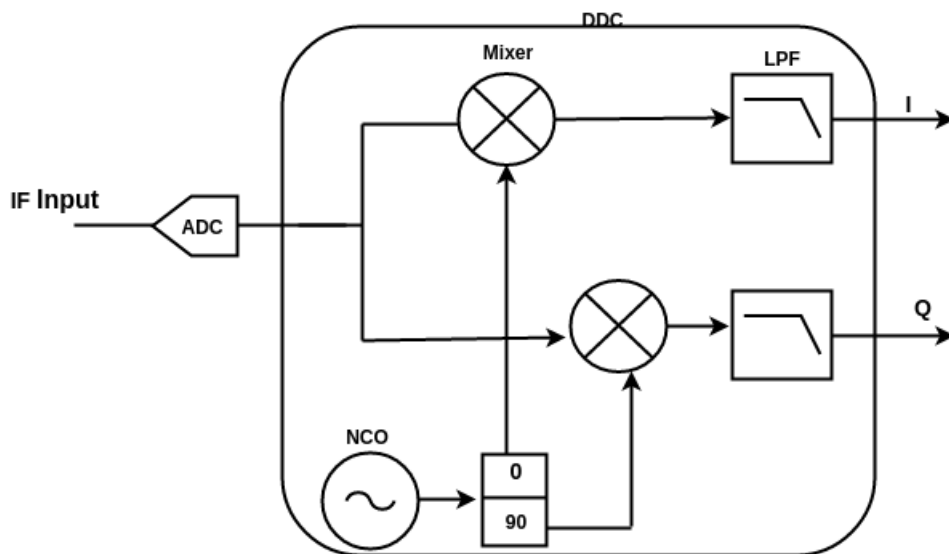 DDC
Mixer
LPF
I
IF Input
ADC
Q
NCO
0
90